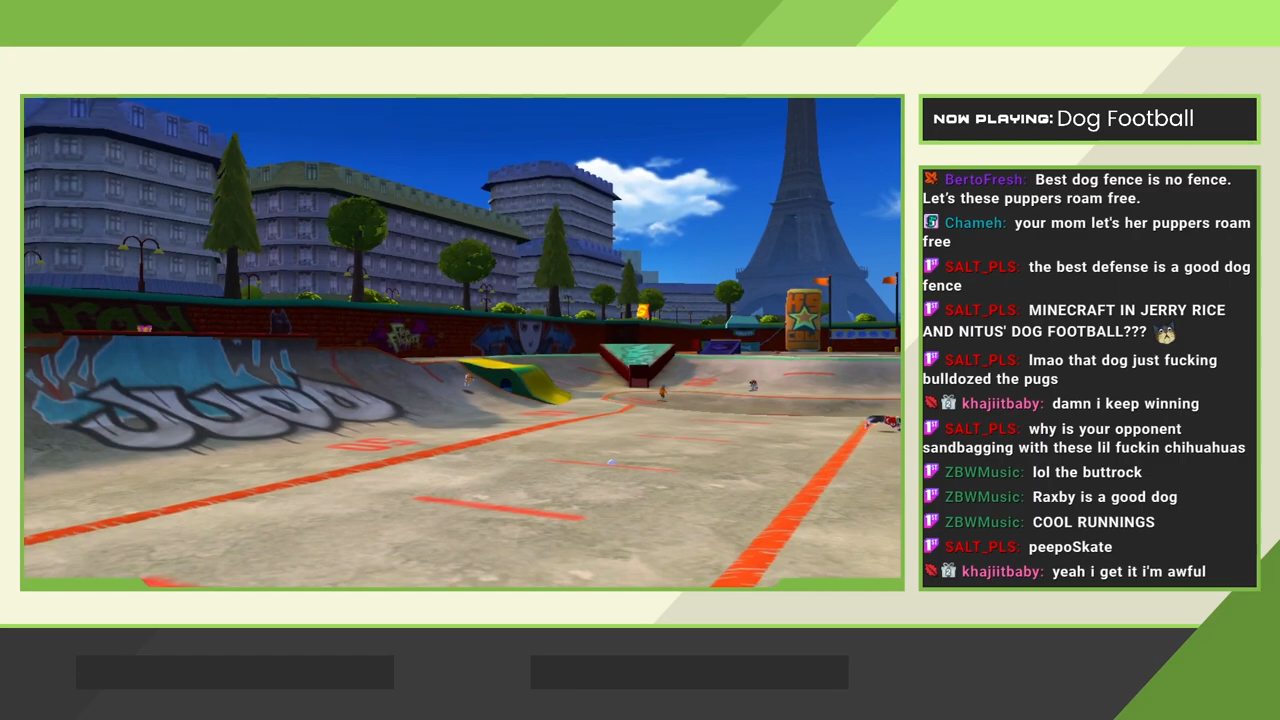 NOW PLAYING: Dog Football
BertoFresh: Best dog fence is no fence.
Let's these puppers roam free.
Chameh: your mom let's her puppers roam
free
SALT_PLS: the best defense is a good dog
fence
SALT_PLS: MINECRAFT IN JERRY RICE
AND NITUS' DOG FOOTBALL???
SALT_PLS: lmao that dog just fucking
bulldozed the pugs
khajiitbaby: damn i keep winning
SALT_PLS: why is your opponent
sandbagging with these lil fuckin chihuahuas
ZBWMusic: lol the buttrock
ZBWMusic: Raxby is a good dog
ZBWMusic: COOL RUNNINGS
SALT_PLS: peepoSkate
khajiitbaby: yeah i get it i'm awful